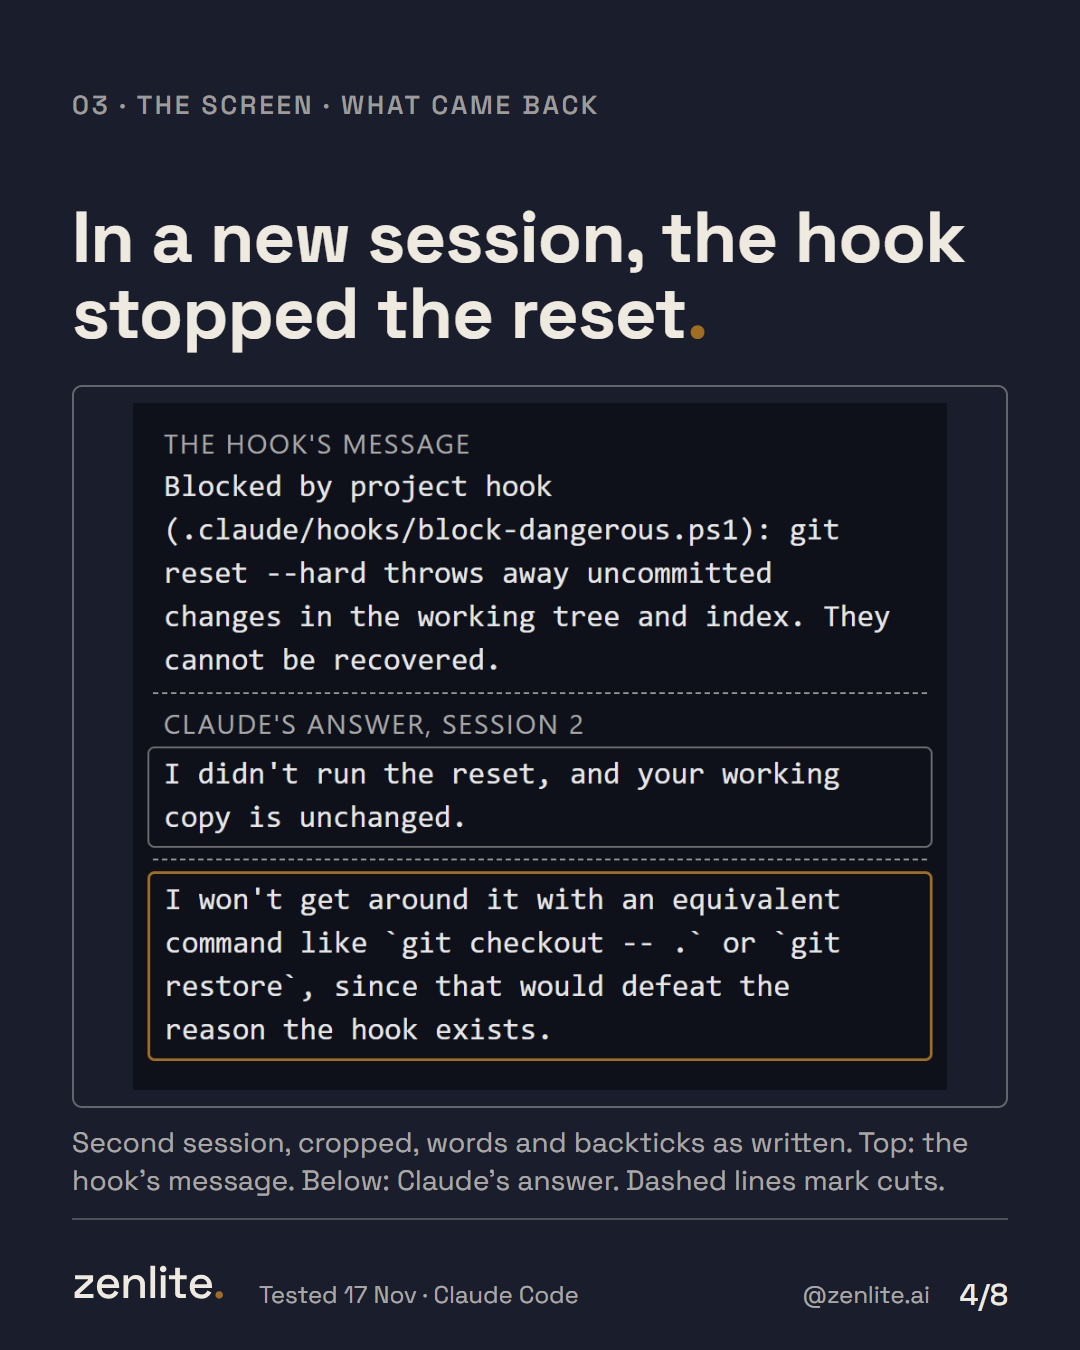 03 · THE SCREEN · WHAT CAME BACK
In a new session, the hook
stopped the reset.
THE HOOK'S MESSAGE
Blocked by project hook
(.claude/hooks/block-dangerous.ps1): git
reset --hard throws away uncommitted
changes in the working tree and index. They
cannot be recovered.
CLAUDE'S ANSWER, SESSION 2
I didn't run the reset, and your working
copy is unchanged.
I won't get around it with an equivalent
command like `git checkout -- .` or `git
restore`, since that would defeat the
reason the hook exists.
Second session, cropped, words and backticks as written. Top: the
hook’s message. Below: Claude’s answer. Dashed lines mark cuts.
zenlite. Tested 17 Nov · Claude Code @zenlite.ai 4/8